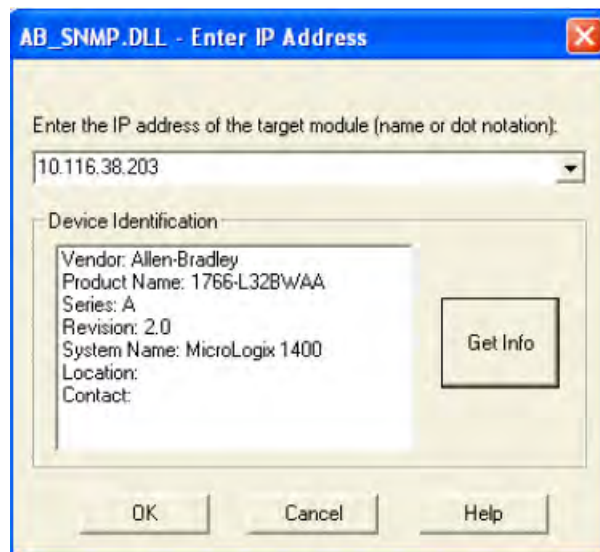 AB_SNMP.DLL - Enter IP Address
Enter the IP address of the target module (name or dot notation):
10.116.38.203
Device Identification
Vendor: Allen-Bradley
Product Name: 1766-L32BWAA
Series: A
Revision: 2.0
System Name: MicroLogix 1400
Location:
Contact:
Get Info
OK Cancel Help